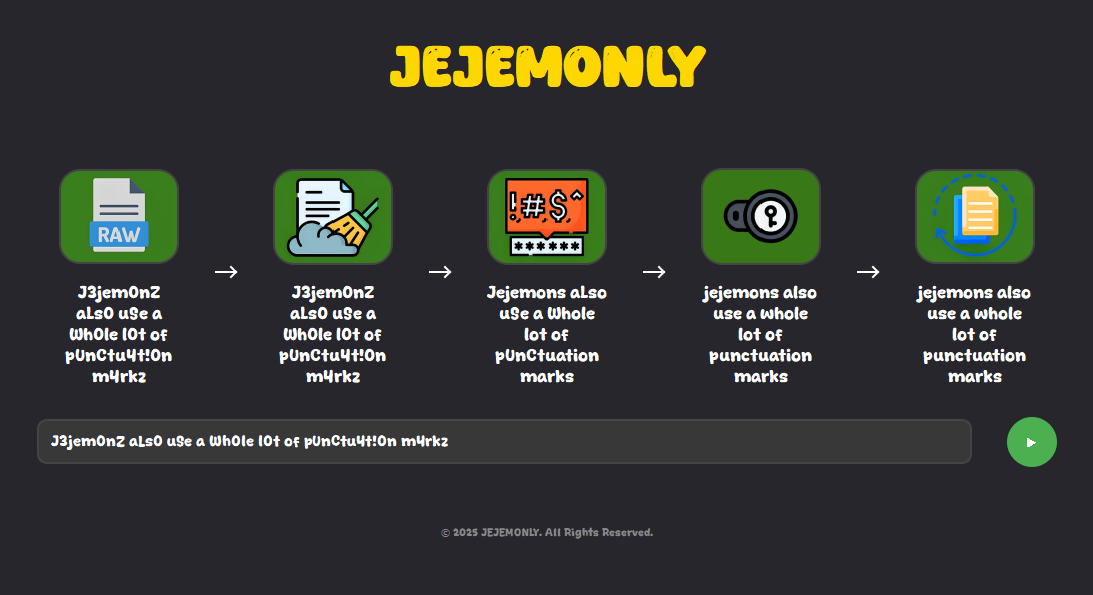 JEJEMONLY
RAW
!#$^
******
→ → → →
J3jem0nZ
aLs0 uSe a
Wh0le l0t of
pUnCtu4t!0n
m4rkz
J3jem0nZ
aLs0 uSe a
Wh0le l0t of
pUnCtu4t!0n
m4rkz
Jejemons aLso
uSe a Whole
lot of
pUnCtuation
marks
jejemons also
use a whole
lot of
punctuation
marks
jejemons also
use a whole
lot of
punctuation
marks
J3jem0nZ aLs0 uSe a Wh0le l0t of pUnCtu4t!0n m4rkz
© 2025 JEJEMONLY. All Rights Reserved.